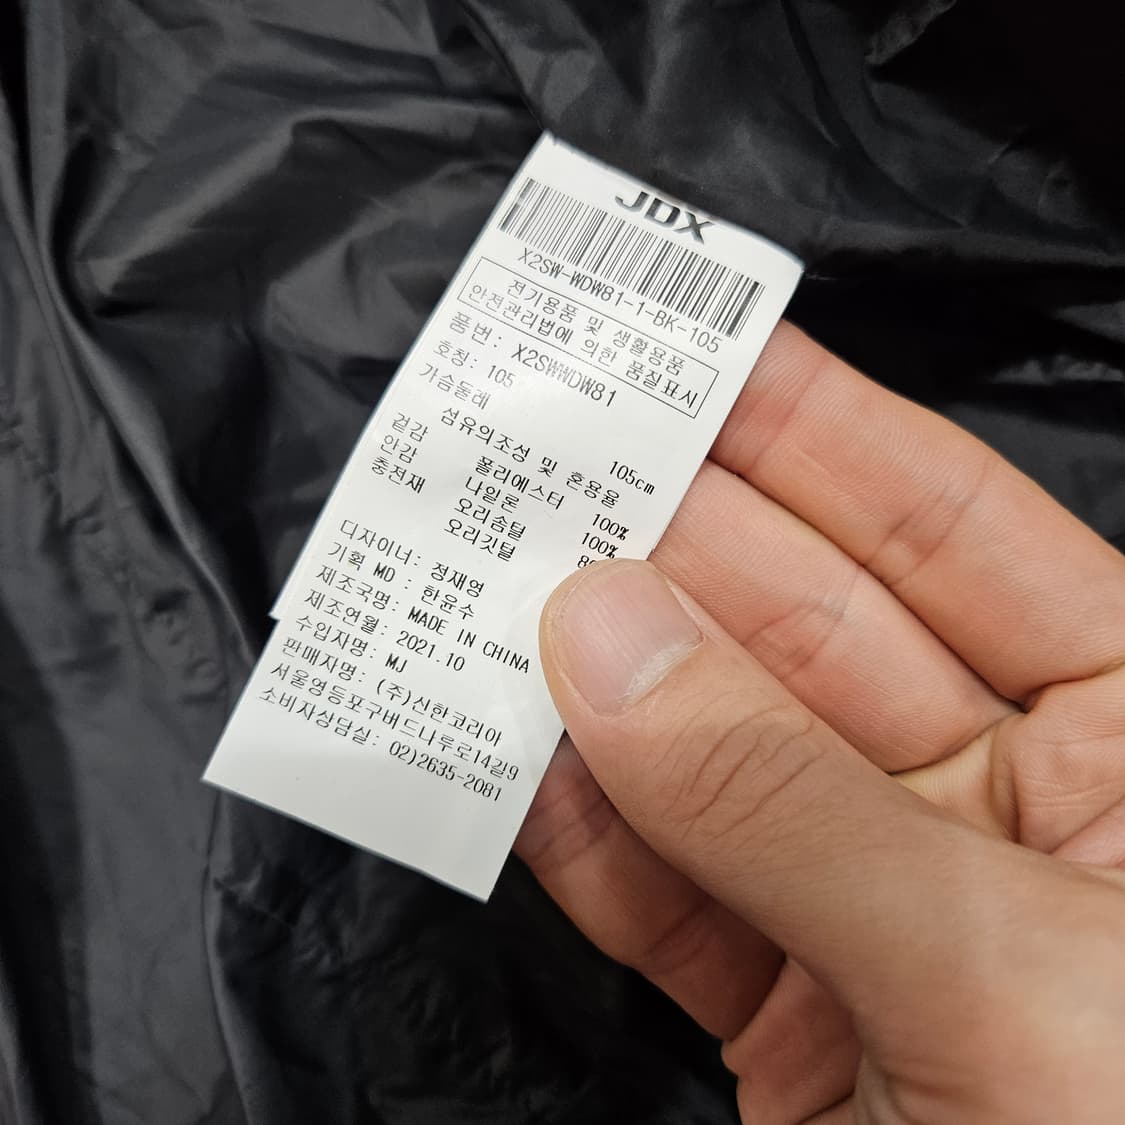 JDX
X2SW-WDW81-1-BK-105
전기용품 및 생활용품
안전관리법에 의한 품질표시
품번: X2SWWDW81
호칭: 105
가슴둘레 105cm
섬유의조성 및 혼용율
겉감 폴리에스터 100%
안감 나일론 100%
충전재 오리솜털
오리깃털
디자이너: 정재영
기획 MD : 한윤수
제조국명: MADE IN CHINA
제조연월: 2021.10
수입자명: MJ
판매자명: (주)신한코리아
서울영등포구버드나루로14길9
소비자상담실: 02)2635-2081